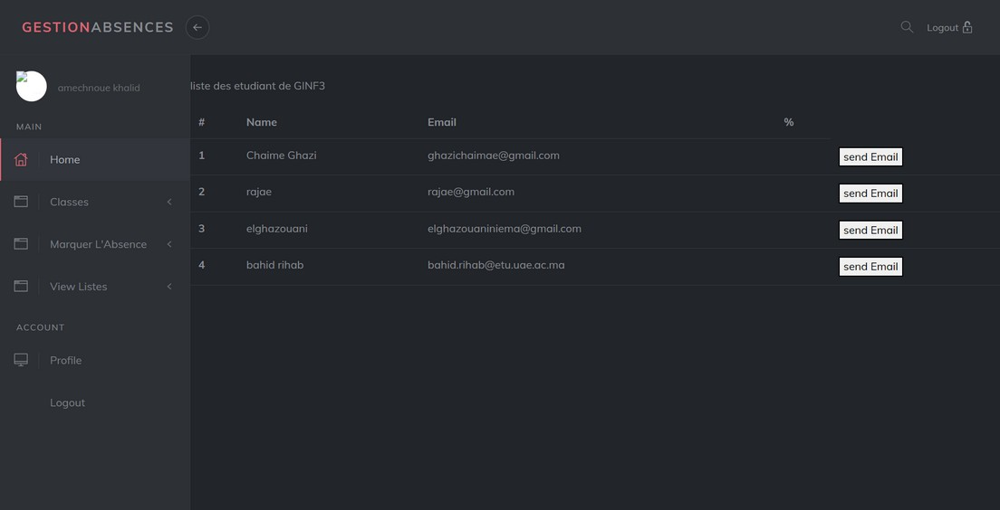 GESTIONABSENCES
Logout
amechnoue khalid
MAIN
Home
Classes
Marquer L'Absence
View Listes
ACCOUNT
Profile
Logout
liste des etudiant de GINF3
# Name Email %
1 Chaime Ghazi ghazichaimae@gmail.com send Email
2 rajae rajae@gmail.com send Email
3 elghazouani elghazouaniniema@gmail.com send Email
4 bahid rihab bahid.rihab@etu.uae.ac.ma send Email